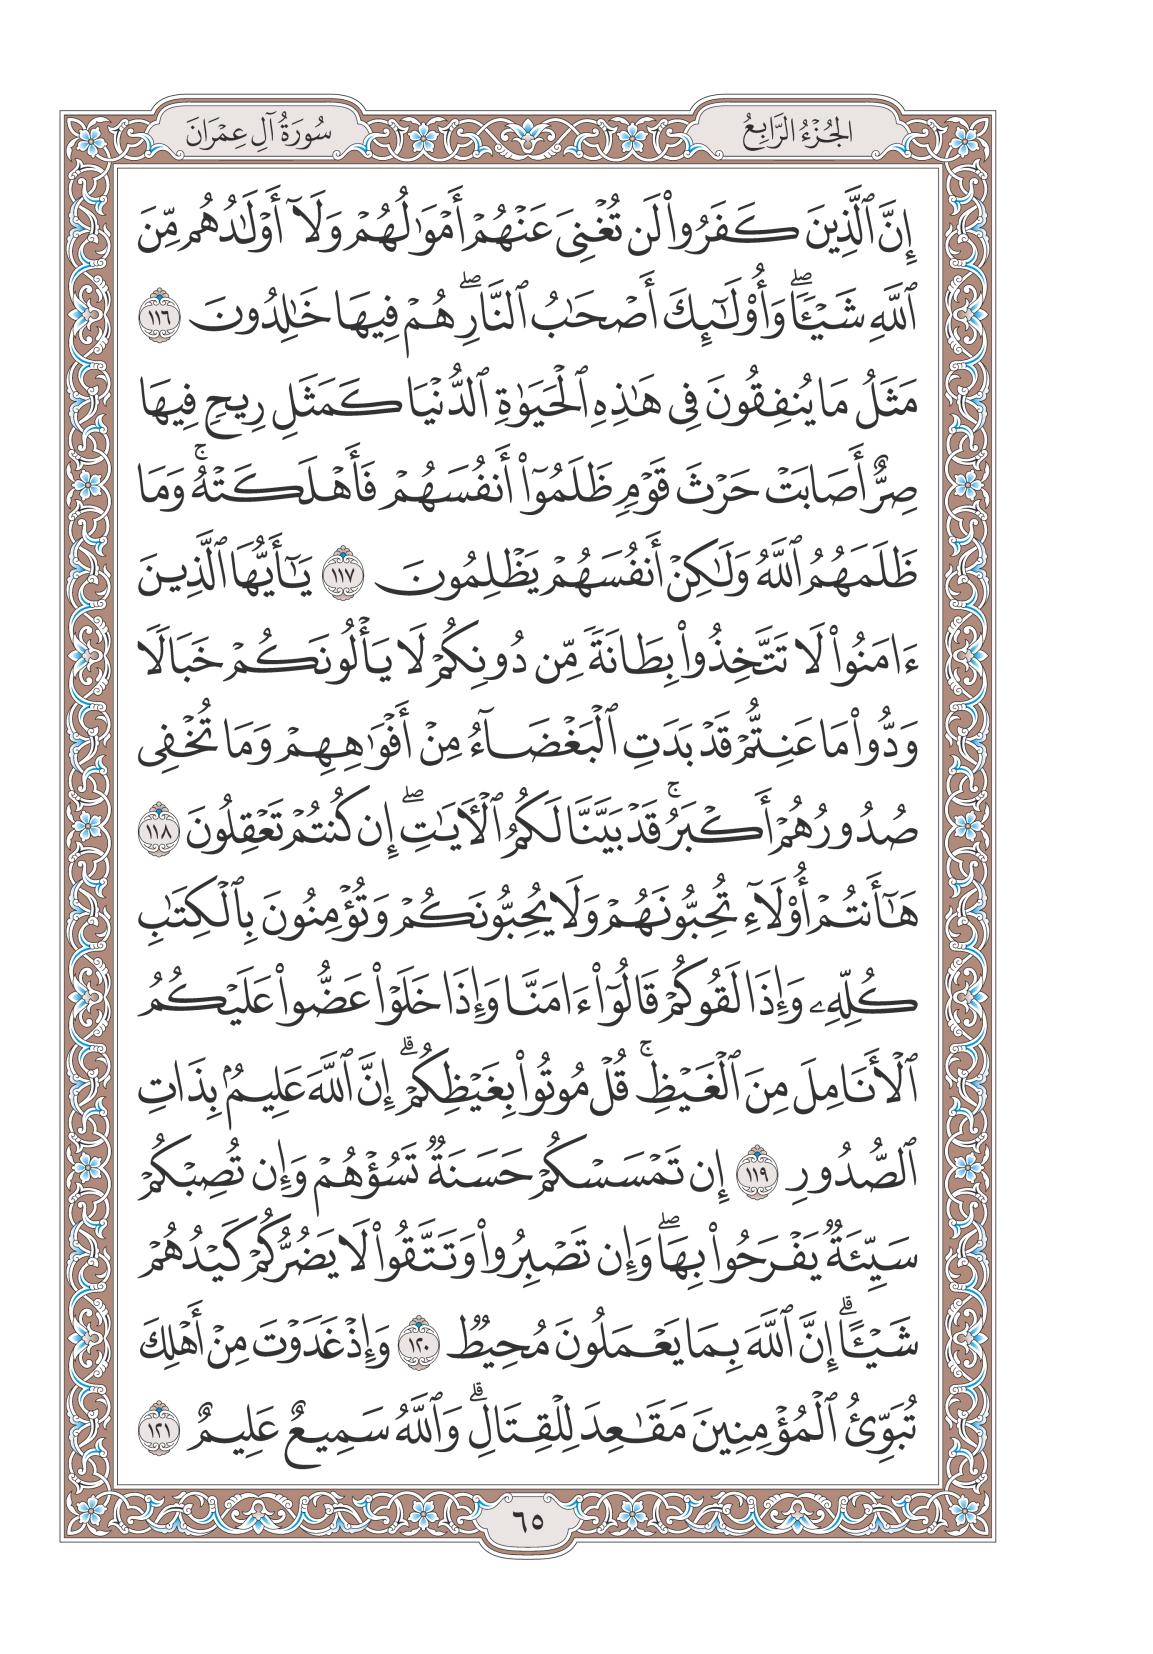 الجُزْءُ الرَّابِعُ
سُورَةُ آلِ عِمْرَانَ
إِنَّ ٱلَّذِينَ كَفَرُوا۟ لَن تُغْنِىَ عَنْهُمْ أَمْوَٰلُهُمْ وَلَآ أَوْلَٰدُهُم مِّنَ
ٱللَّهِ شَيْـًٔا ۖ وَأُو۟لَٰٓئِكَ أَصْحَٰبُ ٱلنَّارِ ۖ هُمْ فِيهَا خَٰلِدُونَ ١١٦
مَثَلُ مَا يُنفِقُونَ فِى هَٰذِهِ ٱلْحَيَوٰةِ ٱلدُّنْيَا كَمَثَلِ رِيحٍ فِيهَا
صِرٌّ أَصَابَتْ حَرْثَ قَوْمٍ ظَلَمُوٓا۟ أَنفُسَهُمْ فَأَهْلَكَتْهُ ۚ وَمَا
ظَلَمَهُمُ ٱللَّهُ وَلَٰكِنْ أَنفُسَهُمْ يَظْلِمُونَ ١١٧ يَٰٓأَيُّهَا ٱلَّذِينَ
ءَامَنُوا۟ لَا تَتَّخِذُوا۟ بِطَانَةً مِّن دُونِكُمْ لَا يَأْلُونَكُمْ خَبَالًا
وَدُّوا۟ مَا عَنِتُّمْ قَدْ بَدَتِ ٱلْبَغْضَآءُ مِنْ أَفْوَٰهِهِمْ وَمَا تُخْفِى
صُدُورُهُمْ أَكْبَرُ ۚ قَدْ بَيَّنَّا لَكُمُ ٱلْـَٔايَٰتِ ۖ إِن كُنتُمْ تَعْقِلُونَ ١١٨
هَٰٓأَنتُمْ أُو۟لَآءِ تُحِبُّونَهُمْ وَلَا يُحِبُّونَكُمْ وَتُؤْمِنُونَ بِٱلْكِتَٰبِ
كُلِّهِۦ وَإِذَا لَقُوكُمْ قَالُوٓا۟ ءَامَنَّا وَإِذَا خَلَوْا۟ عَضُّوا۟ عَلَيْكُمُ
ٱلْأَنَامِلَ مِنَ ٱلْغَيْظِ ۚ قُلْ مُوتُوا۟ بِغَيْظِكُمْ ۗ إِنَّ ٱللَّهَ عَلِيمٌۢ بِذَاتِ
ٱلصُّدُورِ ١١٩ إِن تَمْسَسْكُمْ حَسَنَةٌ تَسُؤْهُمْ وَإِن تُصِبْكُمْ
سَيِّئَةٌ يَفْرَحُوا۟ بِهَا ۖ وَإِن تَصْبِرُوا۟ وَتَتَّقُوا۟ لَا يَضُرُّكُمْ كَيْدُهُمْ
شَيْـًٔا ۗ إِنَّ ٱللَّهَ بِمَا يَعْمَلُونَ مُحِيطٌ ١٢٠ وَإِذْ غَدَوْتَ مِنْ أَهْلِكَ
تُبَوِّئُ ٱلْمُؤْمِنِينَ مَقَٰعِدَ لِلْقِتَالِ ۗ وَٱللَّهُ سَمِيعٌ عَلِيمٌ ١٢١
٦٥